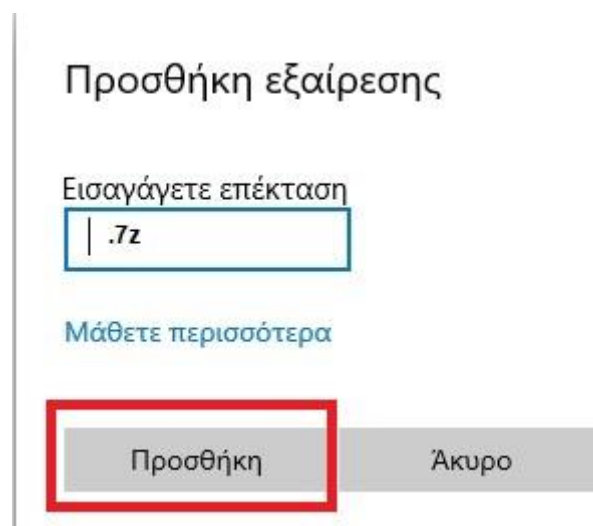 Προσθήκη εξαίρεσης
Εισαγάγετε επέκταση
.7z
Μάθετε περισσότερα
Προσθήκη Άκυρο